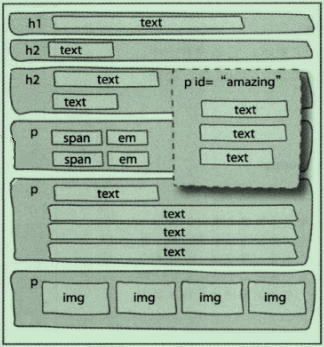 h1 text
h2 text
h2 text
text
p id= “amazing”
text
text
text
p span em
span em
p text
text
text
text
p img img img img